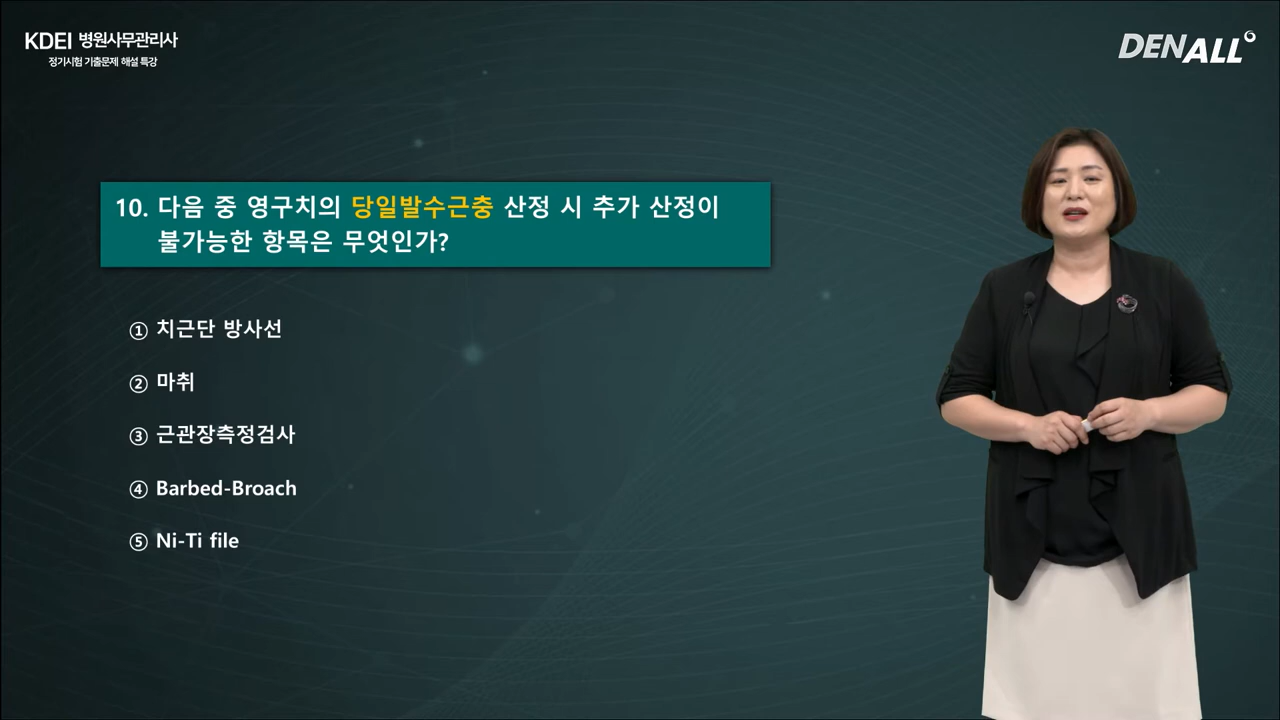 KDEI 병원사무관리사
정기시험 기출문제 해설 특강
DENALL
10. 다음 중 영구치의 당일발수근충 산정 시 추가 산정이
불가능한 항목은 무엇인가?
① 치근단 방사선
② 마취
③ 근관장측정검사
④ Barbed-Broach
⑤ Ni-Ti file